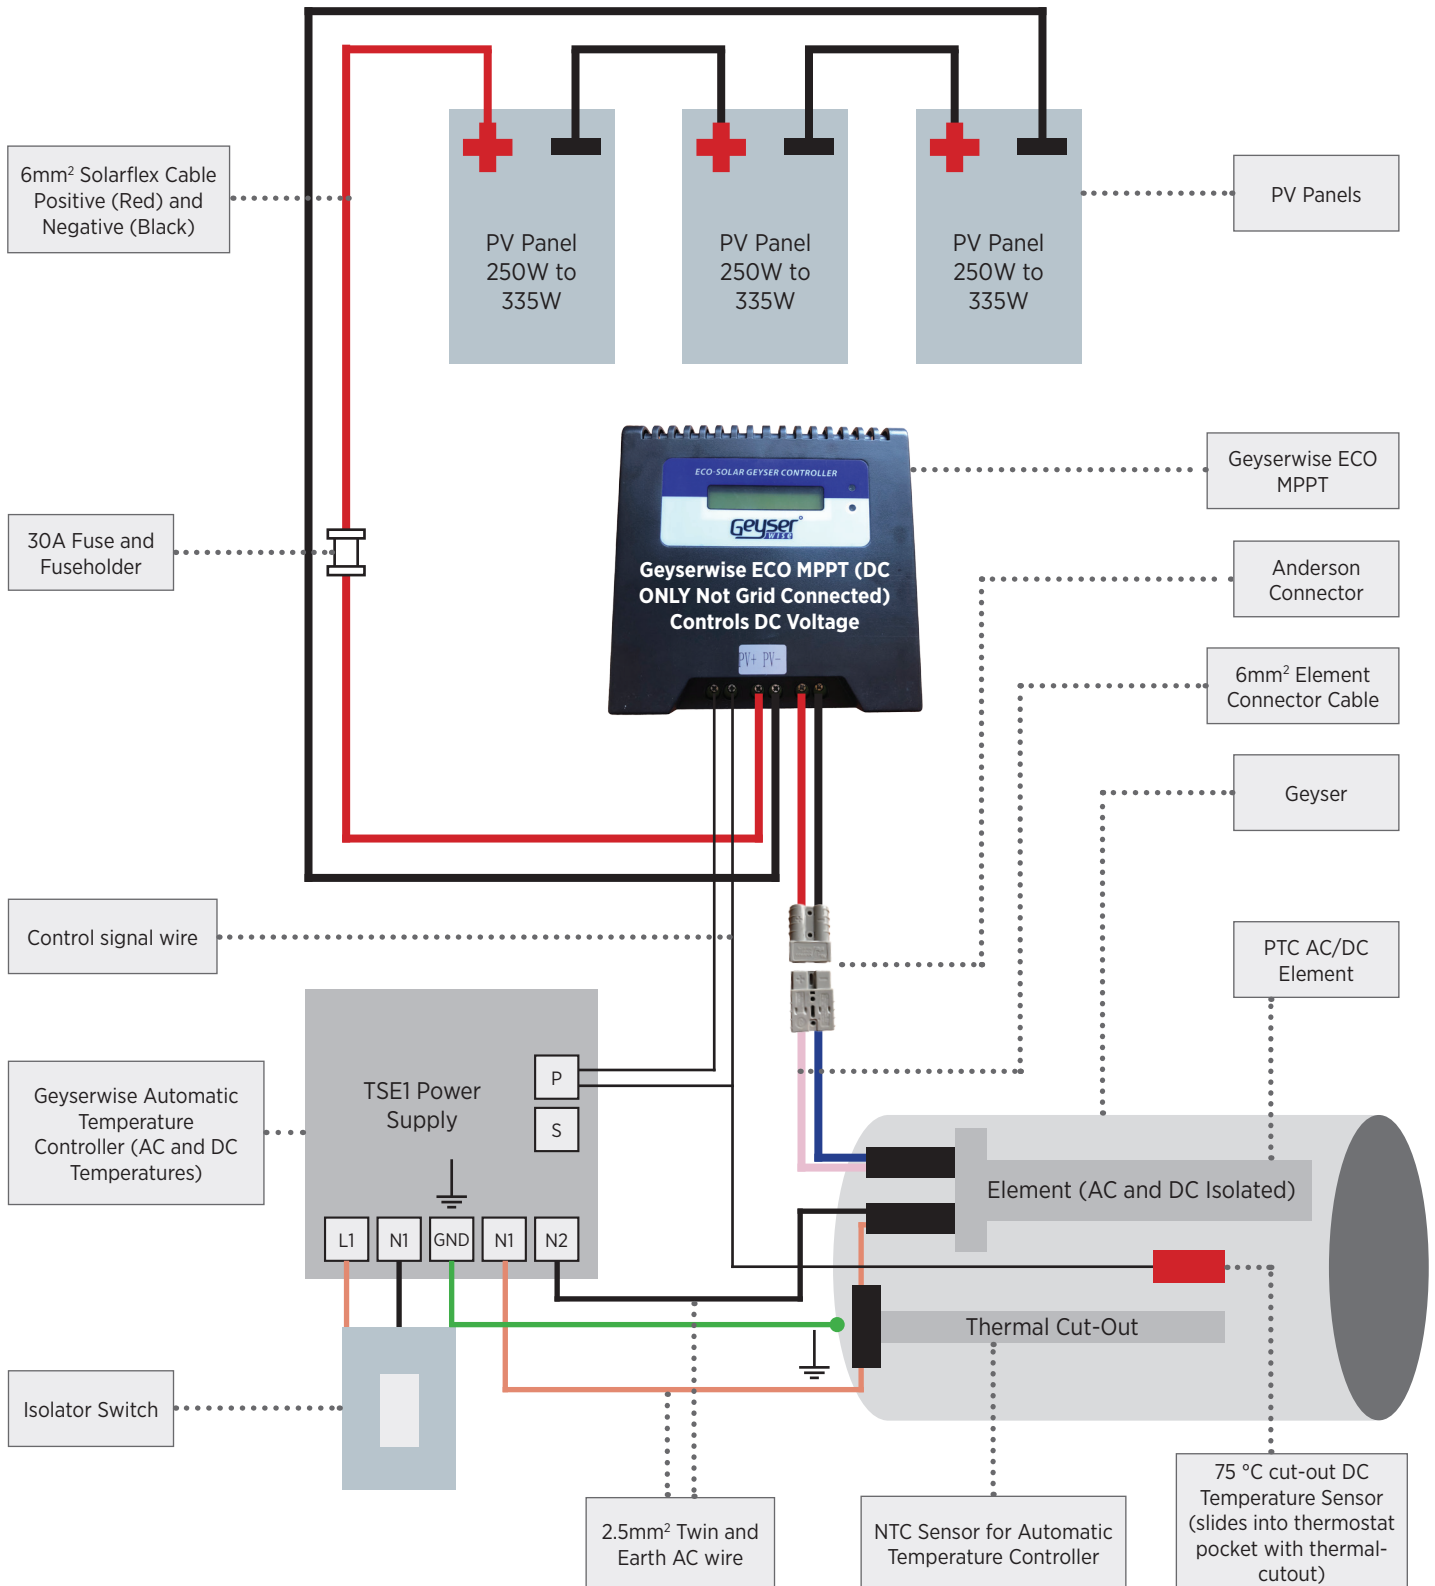 6mm² Solarflex Cable
Positive (Red) and
Negative (Black)
PV Panel
250W to
335W
PV Panel
250W to
335W
PV Panel
250W to
335W
PV Panels
ECO-SOLAR GEYSER CONTROLLER
Geyser
wise
Geyserwise ECO MPPT (DC
ONLY Not Grid Connected)
Controls DC Voltage
PV+ PV-
Geyserwise ECO
MPPT
30A Fuse and
Fuseholder
Anderson
Connector
6mm² Element
Connector Cable
Geyser
Control signal wire
PTC AC/DC
Element
Geyserwise Automatic
Temperature
Controller (AC and DC
Temperatures)
TSE1 Power
Supply
P
S
L1
N1
GND
N1
N2
Element (AC and DC Isolated)
Thermal Cut-Out
Isolator Switch
2.5mm² Twin and
Earth AC wire
NTC Sensor for Automatic
Temperature Controller
75 °C cut-out DC
Temperature Sensor
(slides into thermostat
pocket with thermal-
cutout)